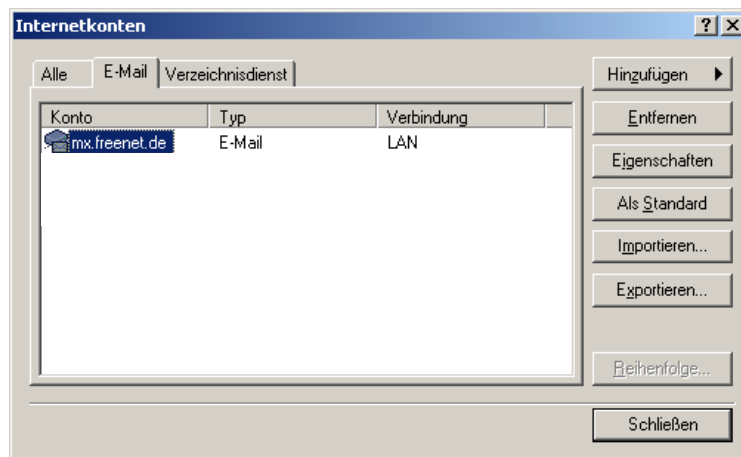 Internetkonten
Alle E-Mail Verzeichnisdienst
Konto Typ Verbindung
mx.freenet.de E-Mail LAN
Hinzufügen
Entfernen
Eigenschaften
Als Standard
Importieren...
Exportieren...
Reihenfolge...
Schließen